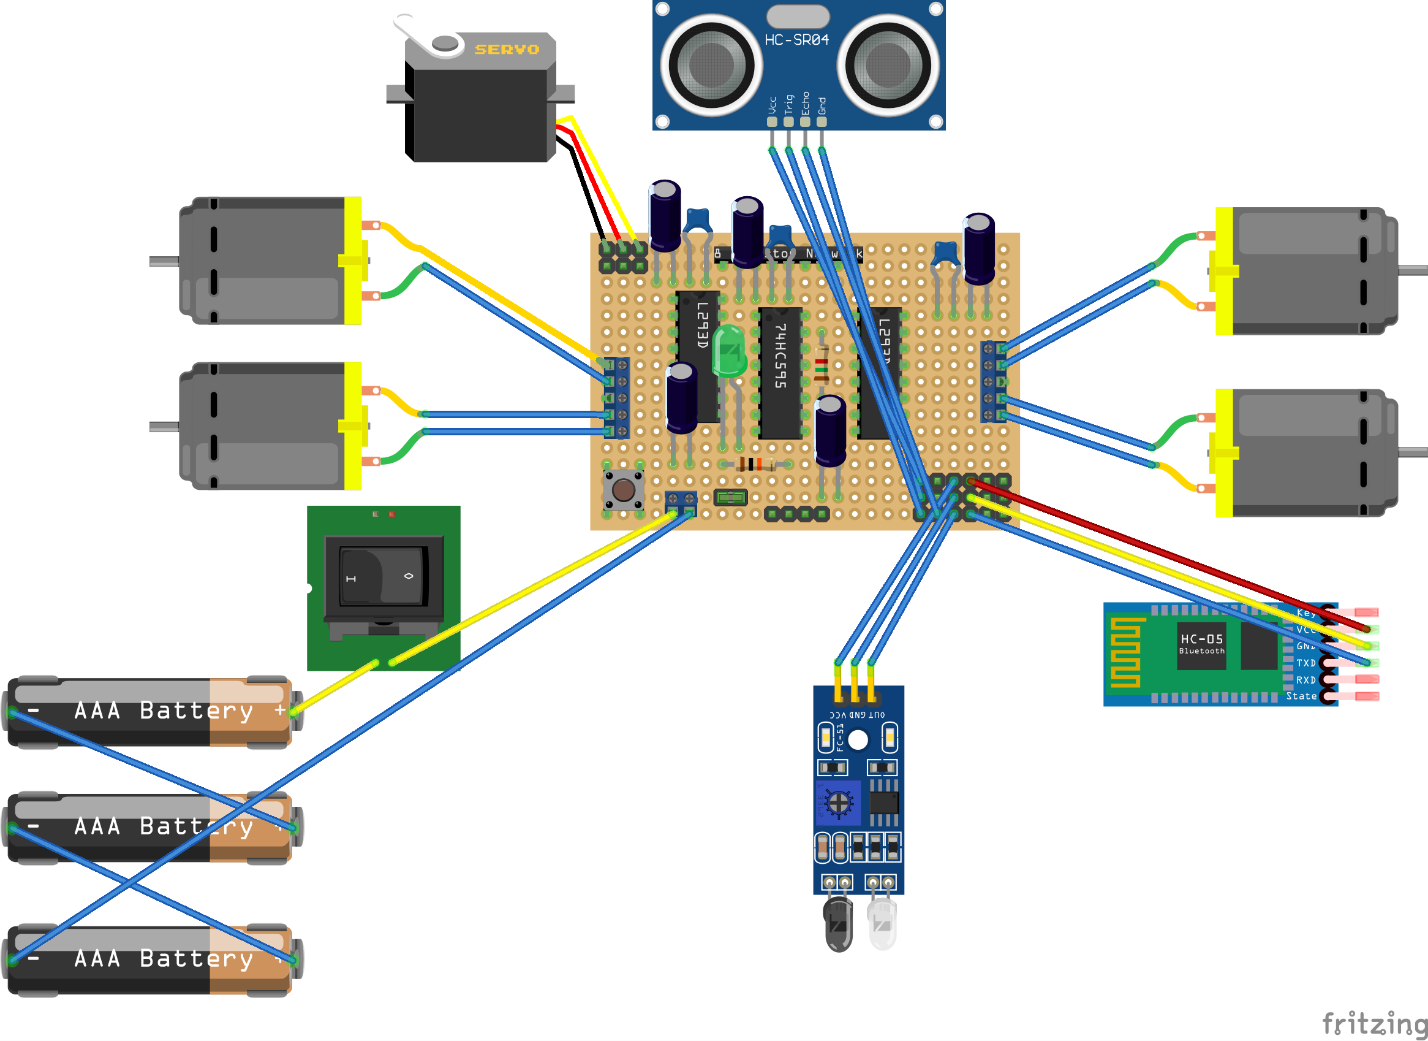 SERVO
HC-SR04
Vcc
Trig
Echo
Gnd
L293D
74HC595
I
O
- AAA Battery +
- AAA Battery +
- AAA Battery +
HC-05
Bluetooth
Key
VCC
GND
TXD
RXD
State
OUT GND VCC
FC-51
fritzing